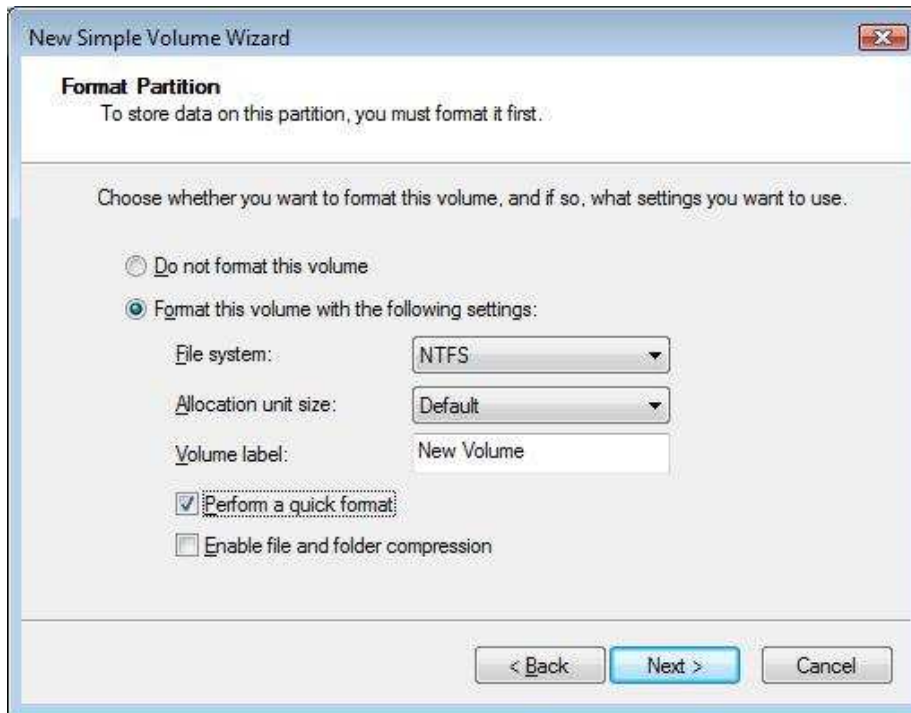 New Simple Volume Wizard
Format Partition
To store data on this partition, you must format it first.
Choose whether you want to format this volume, and if so, what settings you want to use.
Do not format this volume
Format this volume with the following settings:
File system: NTFS
Allocation unit size: Default
Volume label: New Volume
Perform a quick format
Enable file and folder compression
< Back Next > Cancel